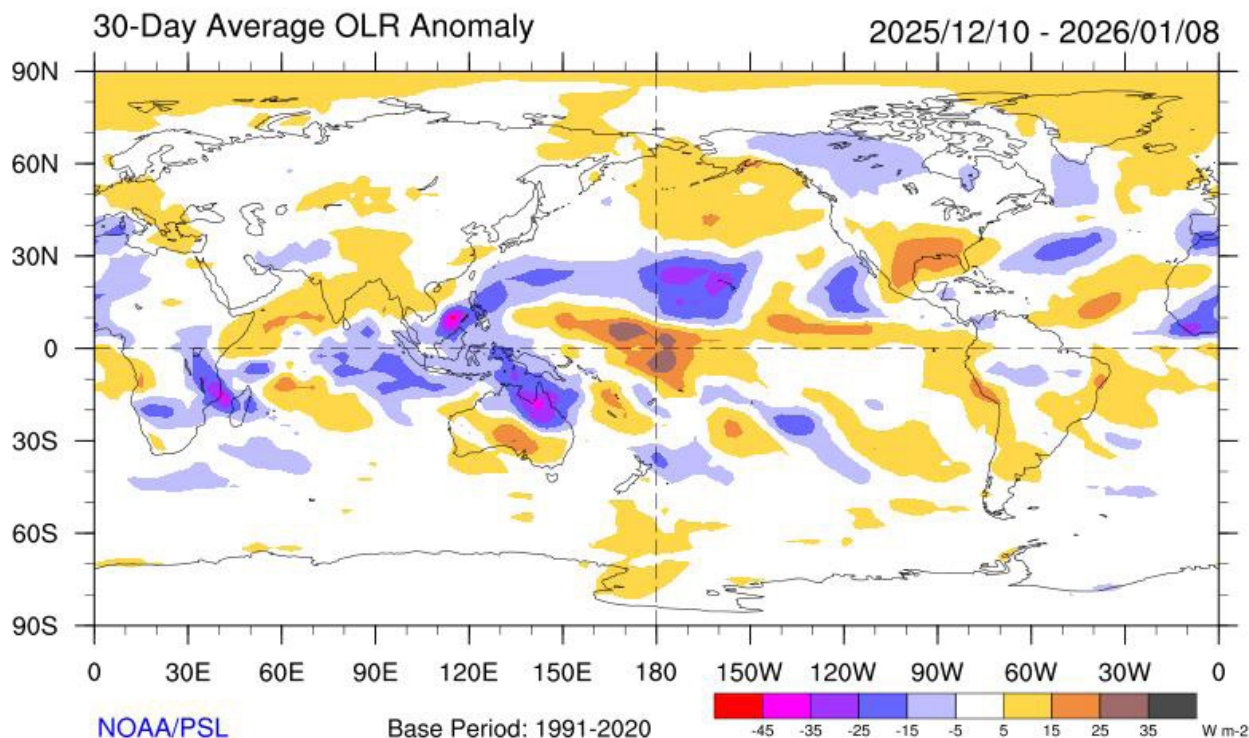 30-Day Average OLR Anomaly 2025/12/10 - 2026/01/08
90N
60N
30N
0
30S
60S
90S
0 30E 60E 90E 120E 150E 180 150W 120W 90W 60W 30W 0
NOAA/PSL Base Period: 1991-2020
-45 -35 -25 -15 -5 5 15 25 35 W m-2